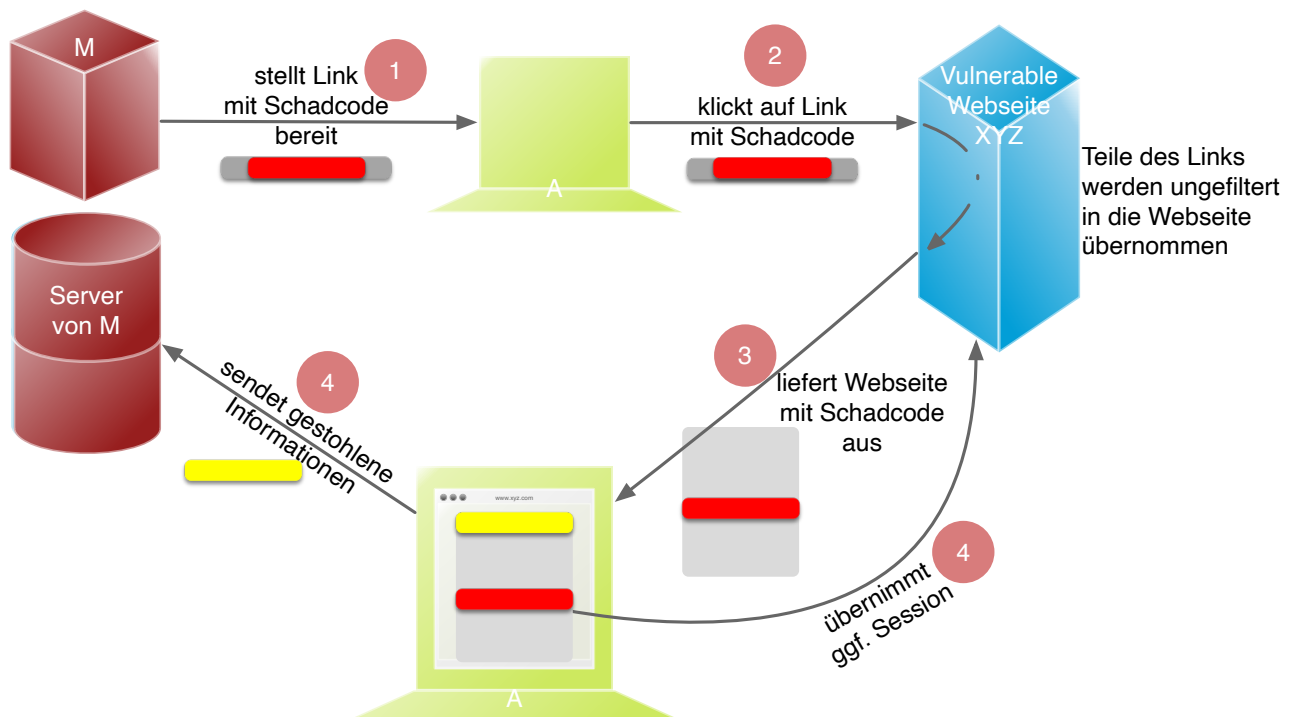 M
1
stellt Link
mit Schadcode
bereit
A
2
klickt auf Link
mit Schadcode
Vulnerable
Webseite
XYZ
Teile des Links
werden ungefiltert
in die Webseite
übernommen
Server
von M
4
sendet gestohlene
Informationen
3
liefert Webseite
mit Schadcode
aus
www.xyz.com
A
4
übernimmt
ggf. Session